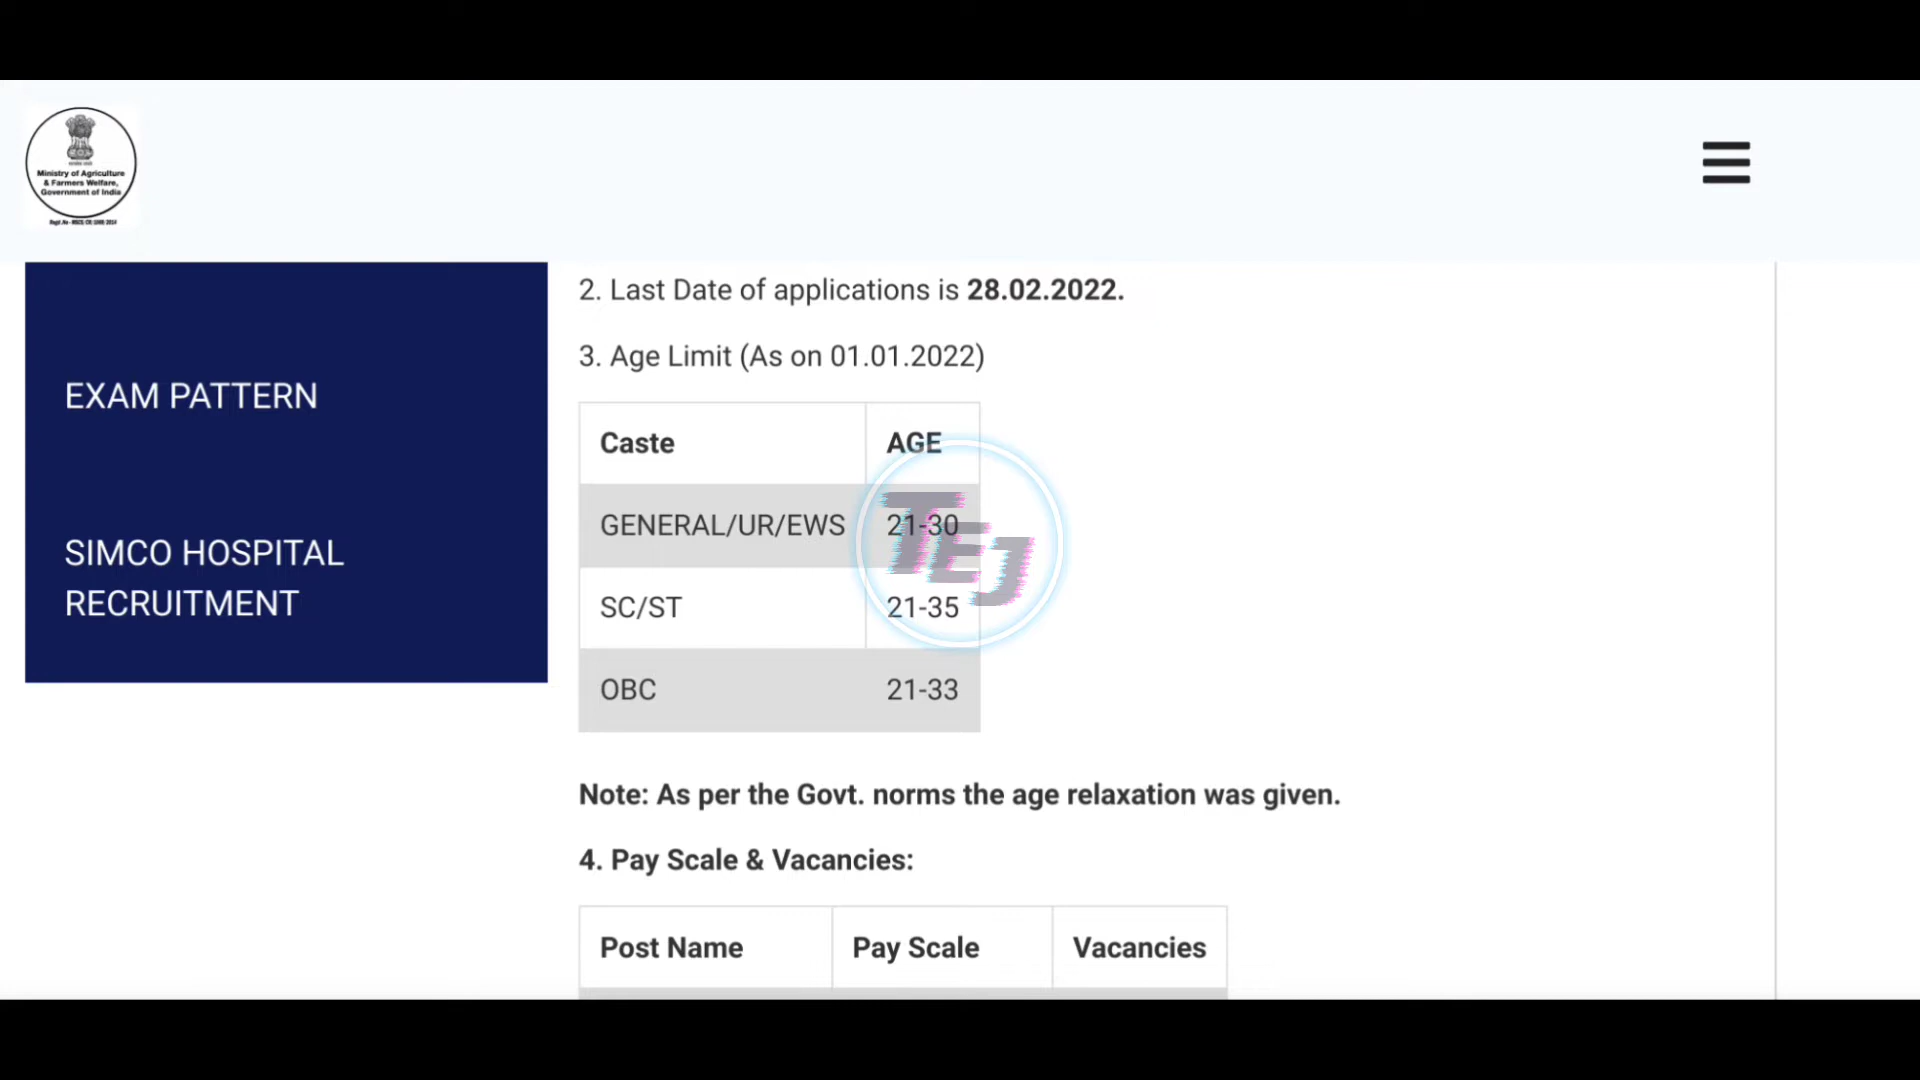 Ministry of Agriculture
& Farmers Welfare,
Government of India
2. Last Date of applications is 28.02.2022.
3. Age Limit (As on 01.01.2022)
EXAM PATTERN
SIMCO HOSPITAL
RECRUITMENT
Caste AGE
GENERAL/UR/EWS 21-30
SC/ST 21-35
OBC 21-33
TEJ
Note: As per the Govt. norms the age relaxation was given.
4. Pay Scale & Vacancies:
Post Name Pay Scale Vacancies